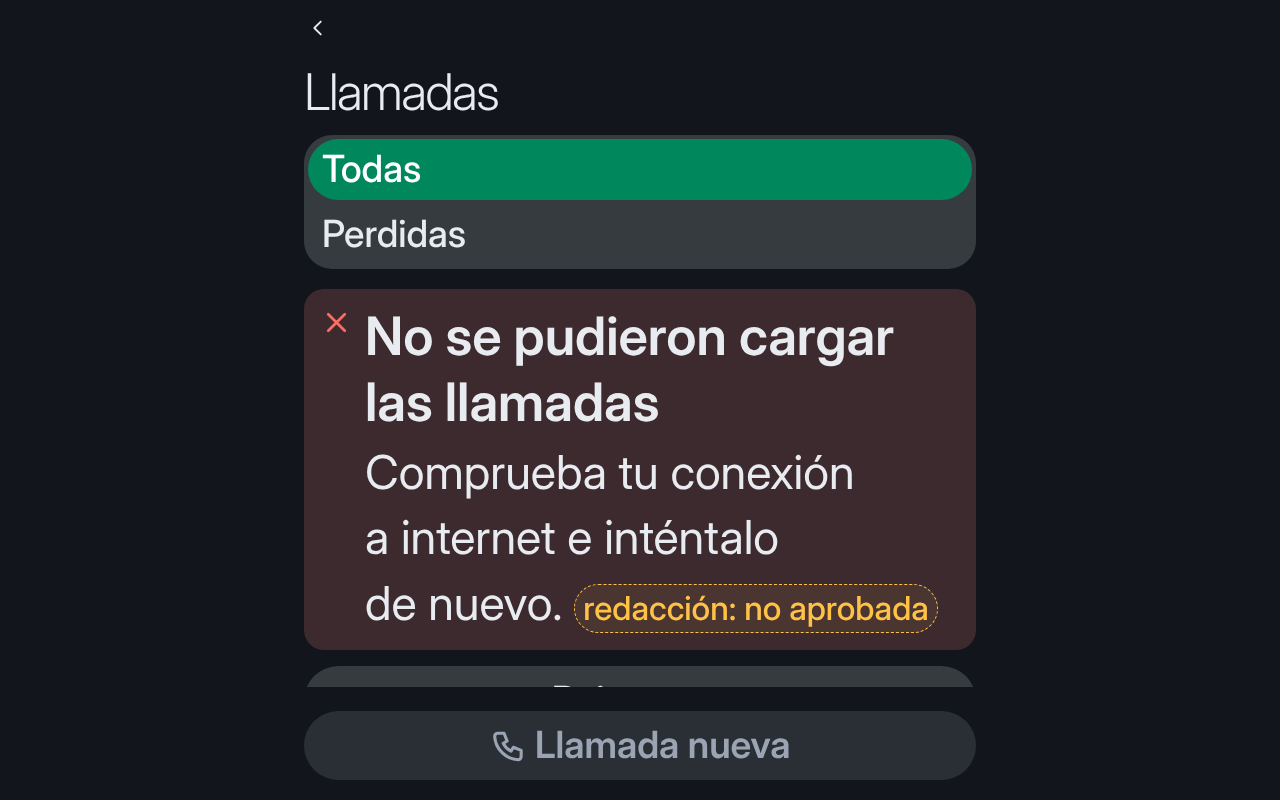 Llamadas
Todas
Perdidas
No se pudieron cargar
las llamadas
Comprueba tu conexión
a internet e inténtalo
de nuevo. redacción: no aprobada
Llamada nueva